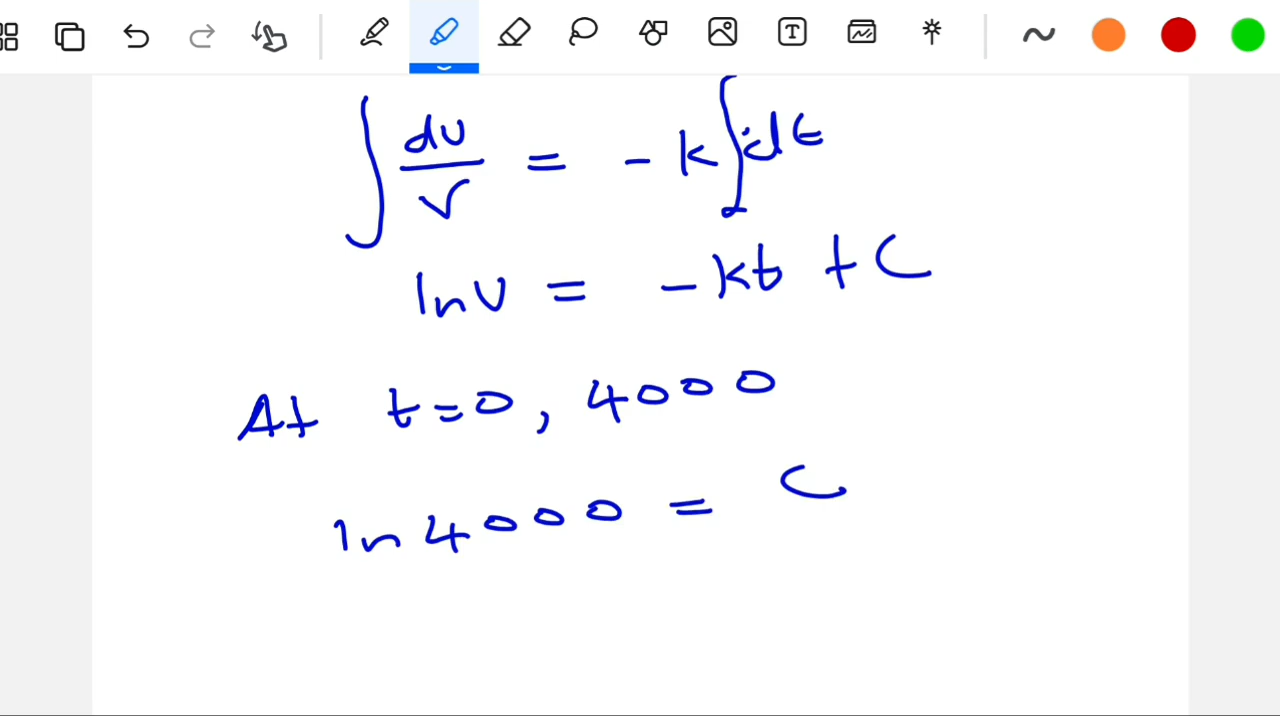 ∫ dv/v = -k∫dt
ln v = -kt + C
At t=0, 4000
ln 4000 = C